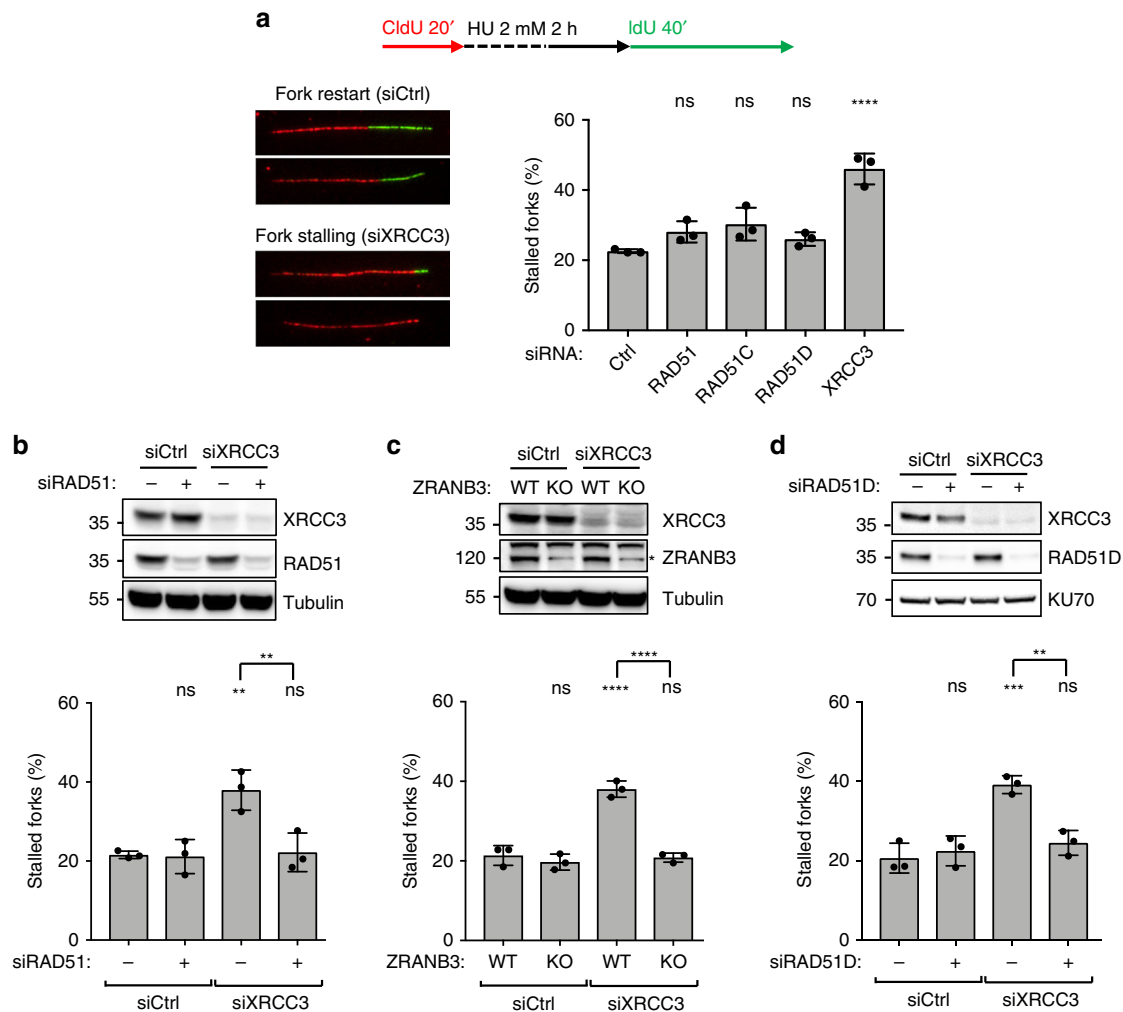 a
CldU 20′ HU 2 mM 2 h IdU 40′
Fork restart (siCtrl)
Fork stalling (siXRCC3)
ns ns ns ****
Stalled forks (%)
60
40
20
0
siRNA: Ctrl RAD51 RAD51C RAD51D XRCC3
b
siCtrl siXRCC3
siRAD51: – + – +
35 XRCC3
35 RAD51
55 Tubulin
**
ns ** ns
Stalled forks (%)
60
40
20
0
siRAD51: – + – +
siCtrl siXRCC3
c
siCtrl siXRCC3
ZRANB3: WT KO WT KO
35 XRCC3
120 * ZRANB3
55 Tubulin
****
ns **** ns
Stalled forks (%)
60
40
20
0
ZRANB3: WT KO WT KO
siCtrl siXRCC3
d
siCtrl siXRCC3
siRAD51D: – + – +
35 XRCC3
35 RAD51D
70 KU70
**
ns *** ns
Stalled forks (%)
60
40
20
0
siRAD51D: – + – +
siCtrl siXRCC3